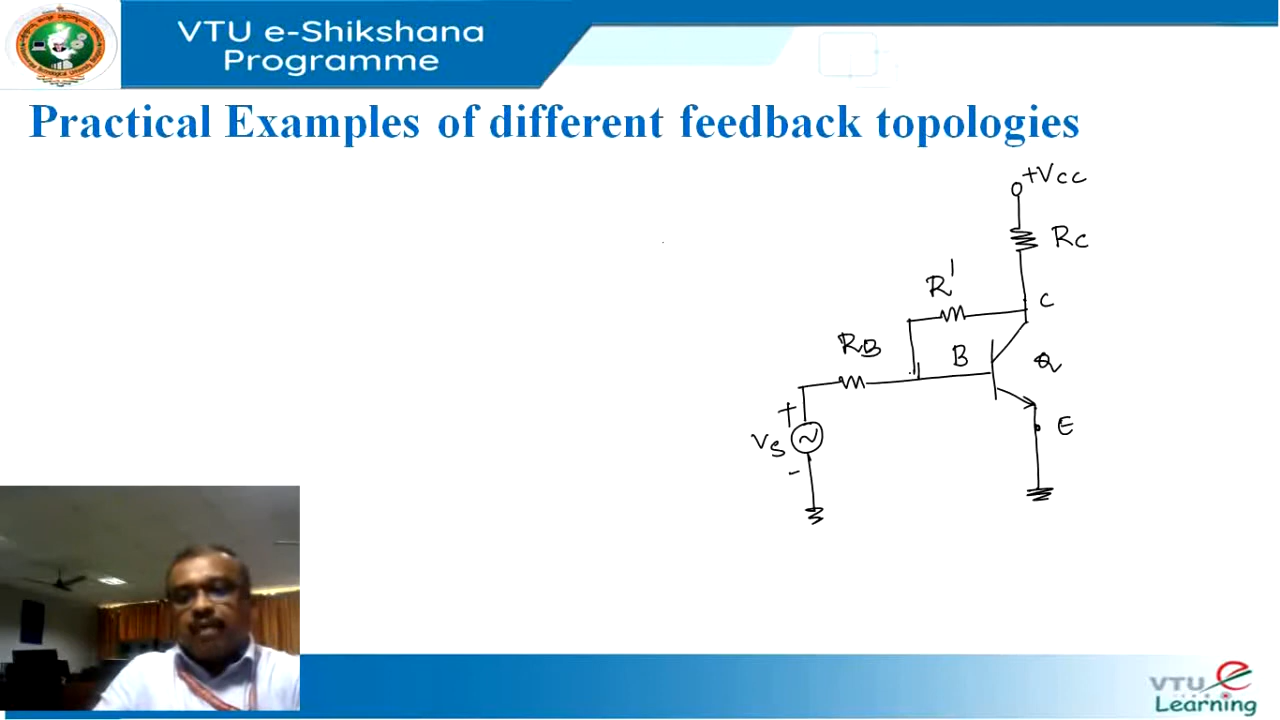 VTU e-Shikshana
Programme
Practical Examples of different feedback topologies
+VCC
RC
R'
C
RB
B
Q
+
VS
E
-
VTU e
Learning